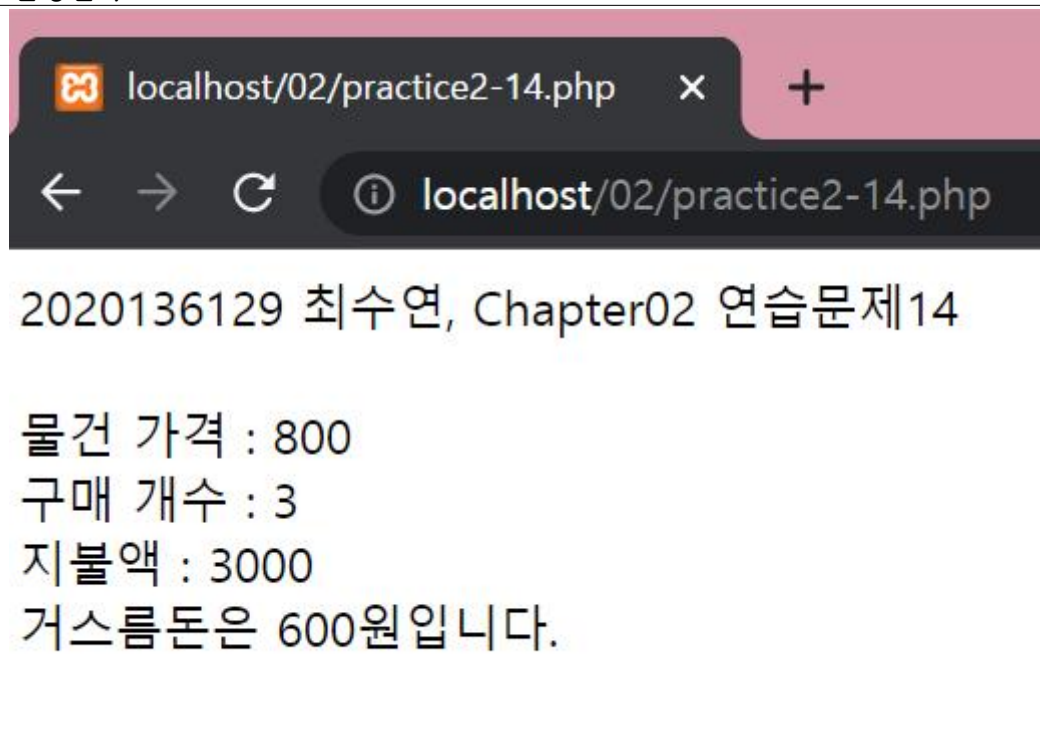 localhost/02/practice2-14.php
localhost/02/practice2-14.php
2020136129 최수연, Chapter02 연습문제14
물건 가격 : 800
구매 개수 : 3
지불액 : 3000
거스름돈은 600원입니다.